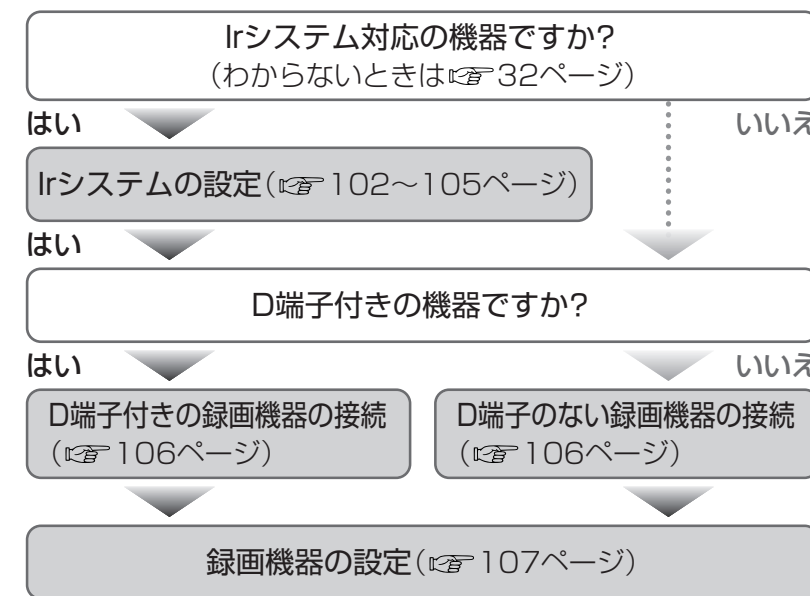 Irシステム対応の機器ですか?
(わからないときは☞32ページ)
はい
いいえ
Irシステムの設定(☞102〜105ページ)
はい
D端子付きの機器ですか?
はい
いいえ
D端子付きの録画機器の接続
(☞106ページ)
D端子のない録画機器の接続
(☞106ページ)
録画機器の設定(☞107ページ)